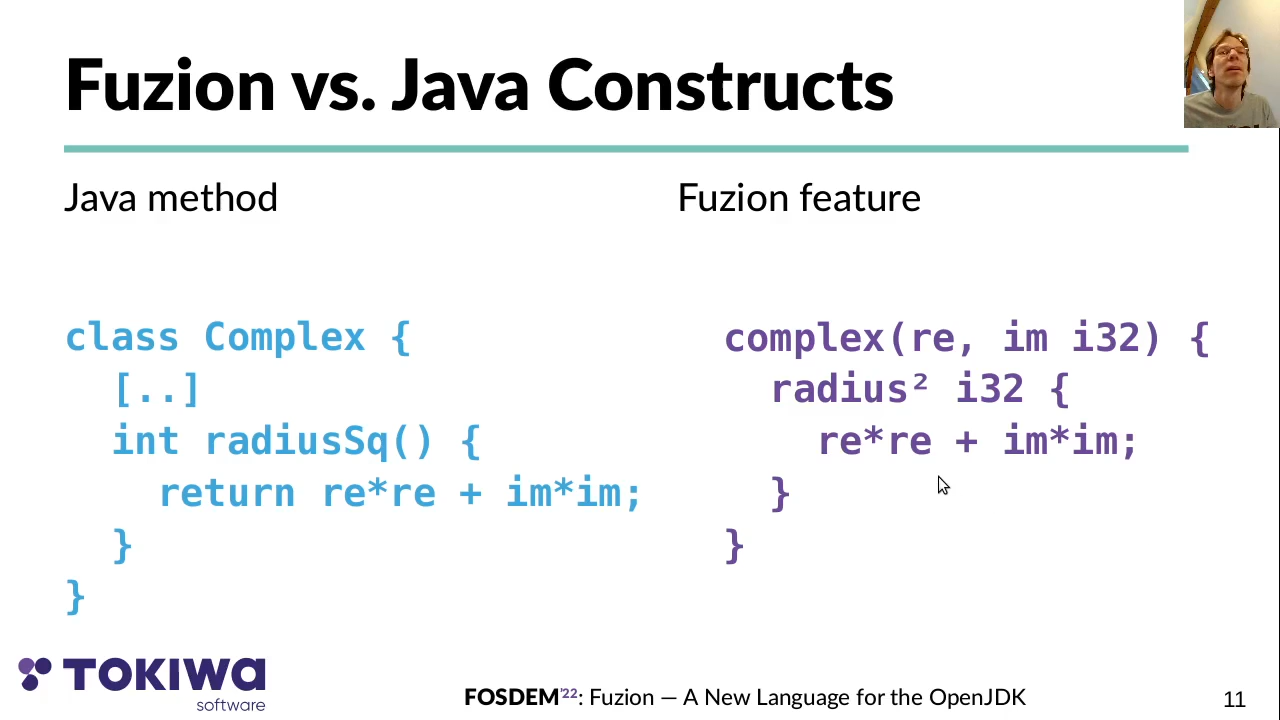 Fuzion vs. Java Constructs
Java method
class Complex {
[..]
int radiusSq() {
return re*re + im*im;
}
}
Fuzion feature
complex(re, im i32) {
radius² i32 {
re*re + im*im;
}
}
TOKIWA
software
FOSDEM'22: Fuzion — A New Language for the OpenJDK
11